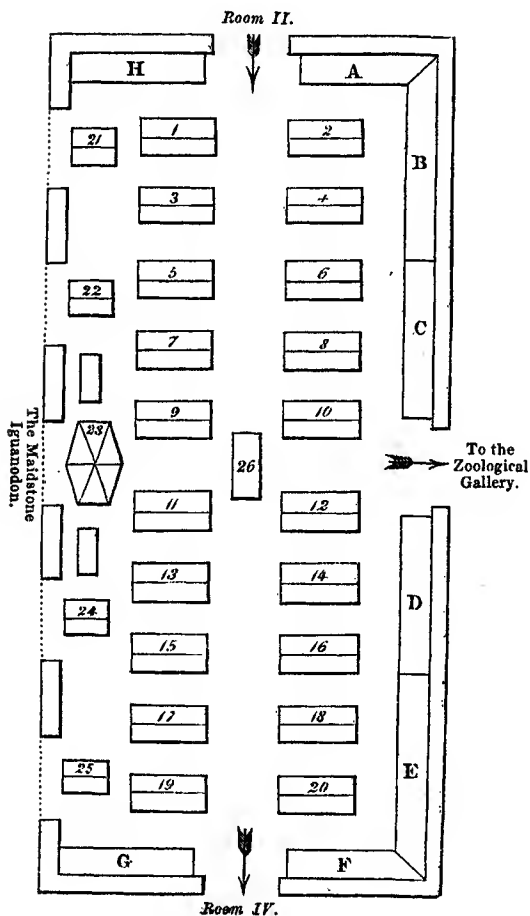 Room II.
H
A
1
2
21
B
3
4
5
6
22
C
7
8
9
10
23
The Maidstone
Iguanodon.
26
To the
Zoological
Gallery.
11
12
13
14
D
24
15
16
17
18
E
25
19
20
G
F
Room IV.